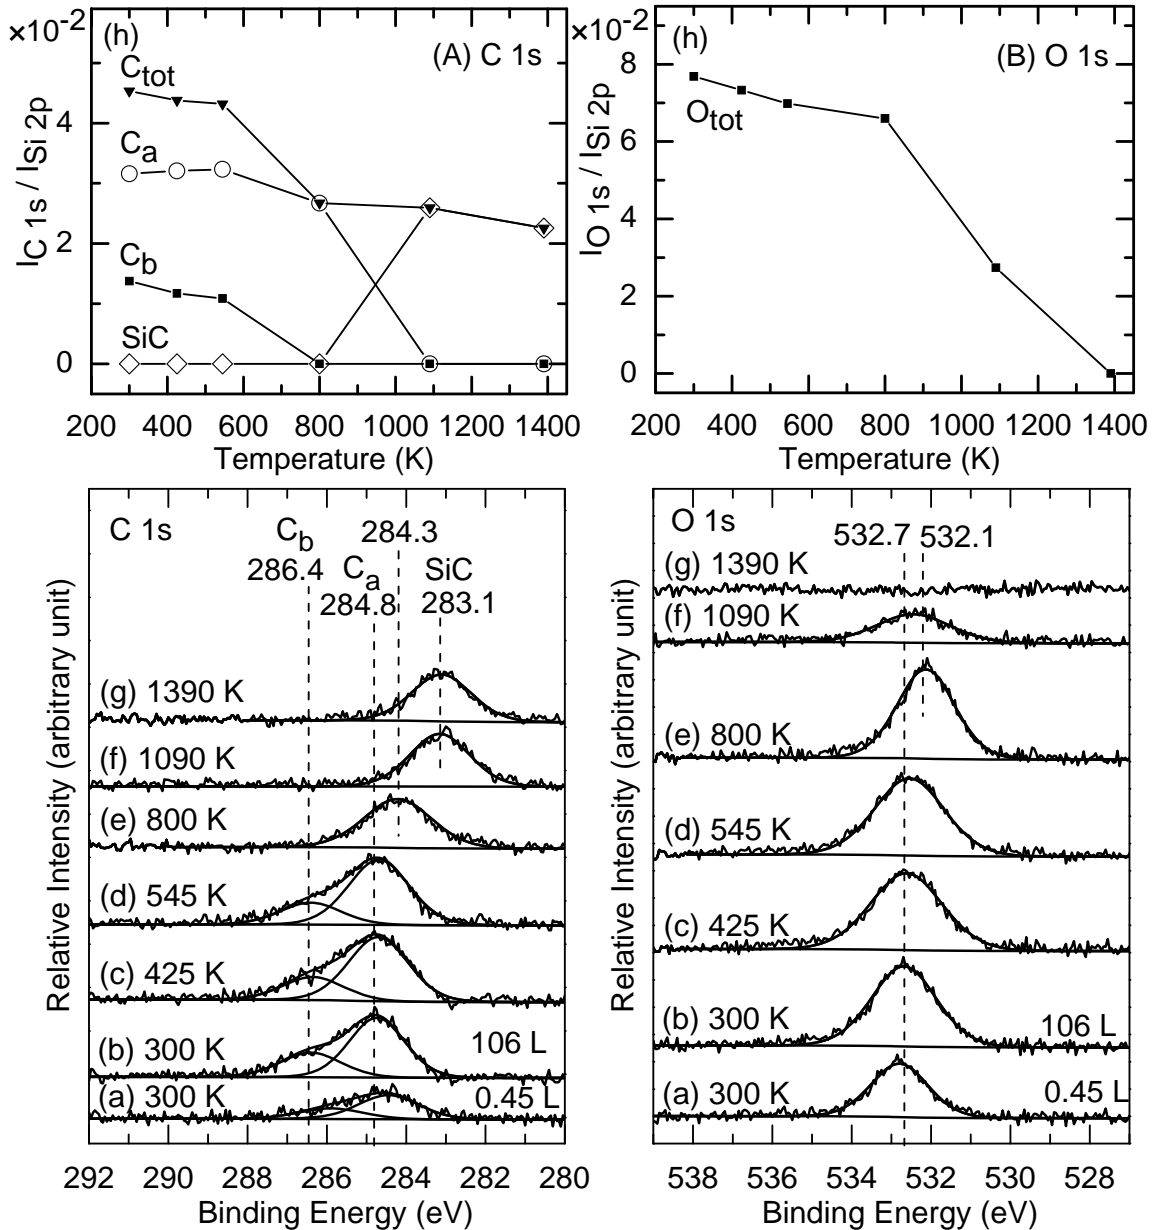 ×10-2
(h)
(A) C 1s
Ctot
Ca
Cb
SiC
4
2
0
I C 1s / I Si 2p
200 400 600 800 1000 1200 1400
Temperature (K)
×10-2
(h)
(B) O 1s
Otot
8
6
4
2
0
I O 1s / I Si 2p
200 400 600 800 1000 1200 1400
Temperature (K)
C 1s
Cb
286.4
Ca
284.8
284.3
SiC
283.1
(g) 1390 K
(f) 1090 K
(e) 800 K
(d) 545 K
(c) 425 K
(b) 300 K
106 L
(a) 300 K
0.45 L
Relative Intensity (arbitrary unit)
292 290 288 286 284 282 280
Binding Energy (eV)
O 1s
532.7
532.1
(g) 1390 K
(f) 1090 K
(e) 800 K
(d) 545 K
(c) 425 K
(b) 300 K
106 L
(a) 300 K
0.45 L
Relative Intensity (arbitrary unit)
538 536 534 532 530 528
Binding Energy (eV)